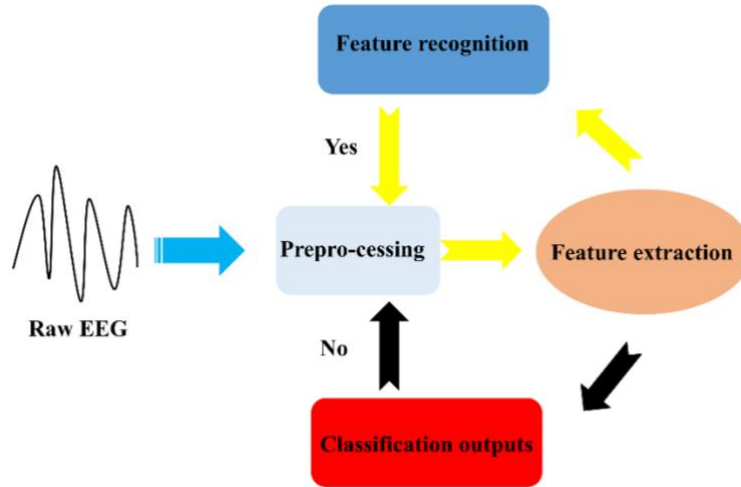 Feature recognition
Yes
Prepro-cessing
Feature extraction
Raw EEG
No
Classification outputs